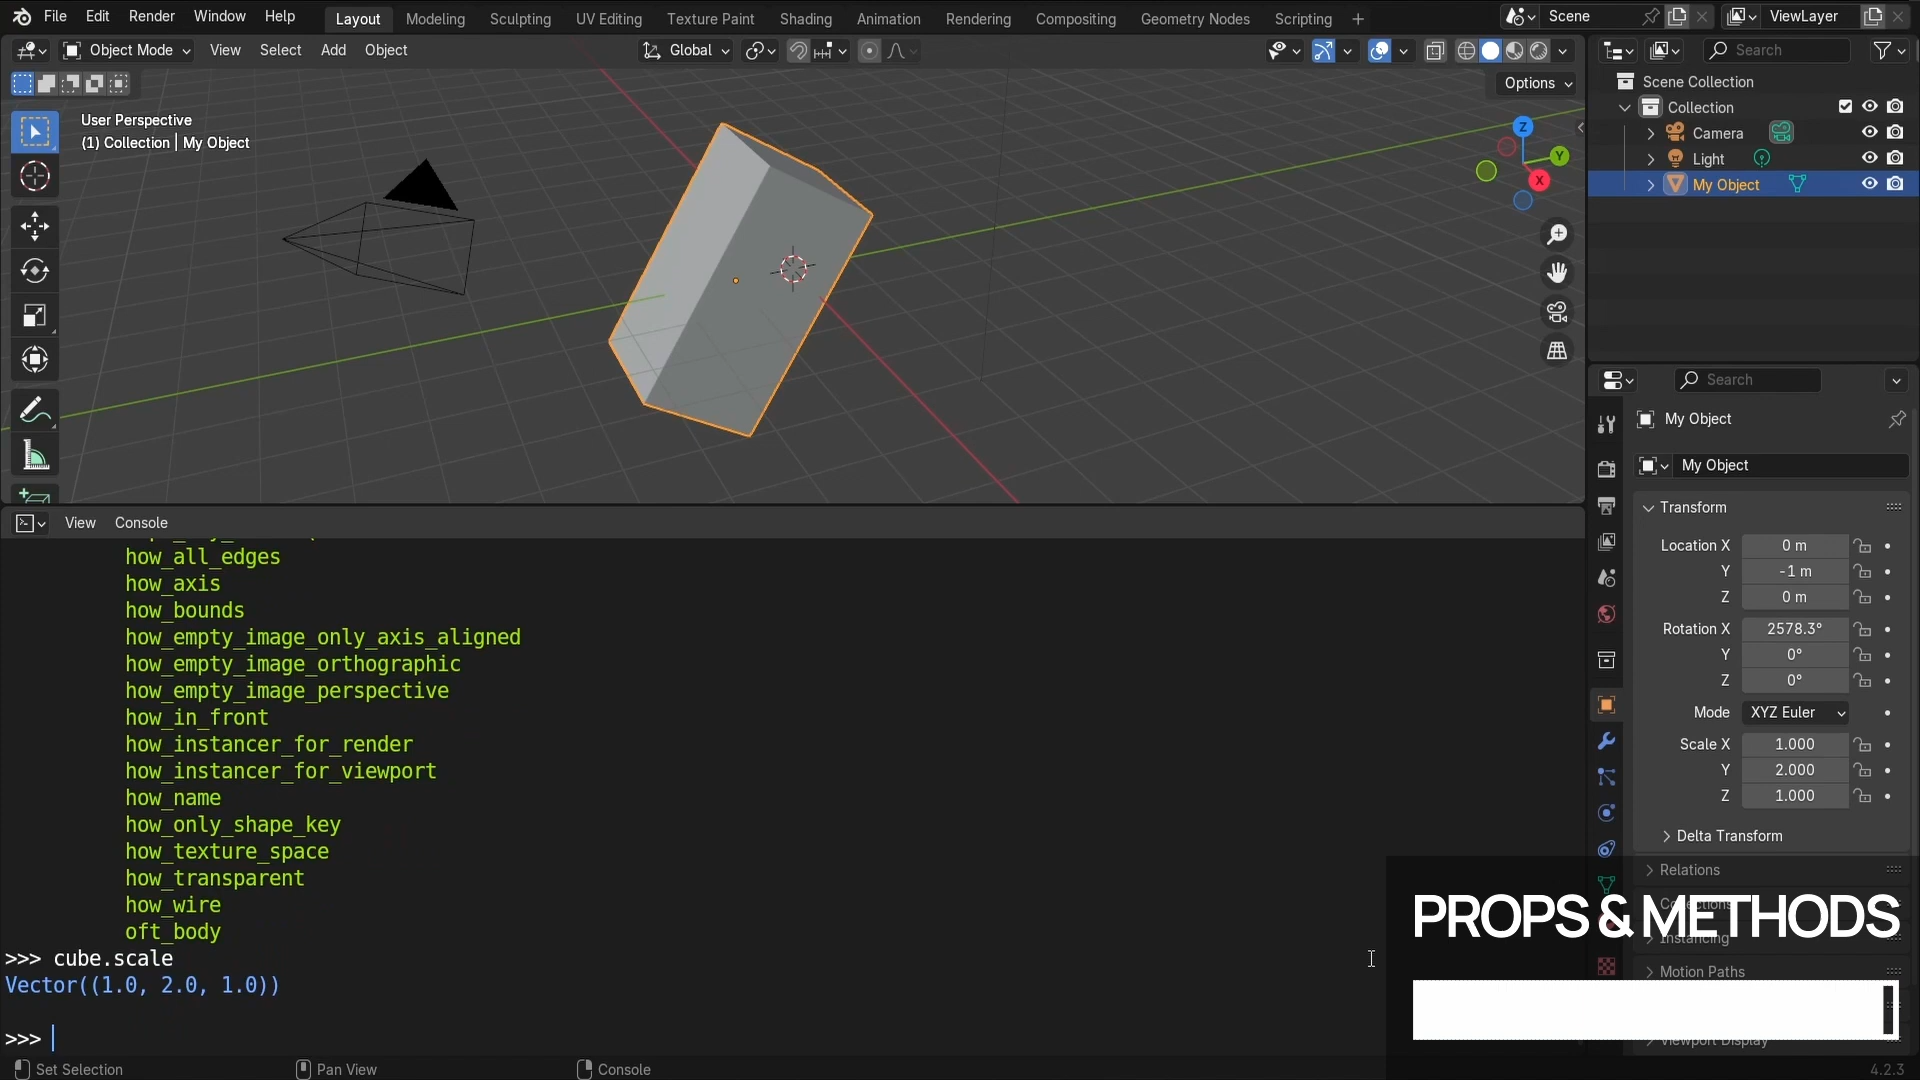 File Edit Render Window Help Layout Modeling Sculpting UV Editing Texture Paint Shading Animation Rendering Compositing Geometry Nodes Scripting + Scene ViewLayer
Object Mode View Select Add Object Global Search
Options
Scene Collection
Collection
Camera
Light
My Object
User Perspective
(1) Collection | My Object
Z
Y
X
Search
My Object
My Object
Transform
Location X 0 m
Y -1 m
Z 0 m
Rotation X 2578.3°
Y 0°
Z 0°
Mode XYZ Euler
Scale X 1.000
Y 2.000
Z 1.000
Delta Transform
Relations
Instancing
Motion Paths
Viewport Display
View Console
how_all_edges
how_axis
how_bounds
how_empty_image_only_axis_aligned
how_empty_image_orthographic
how_empty_image_perspective
how_in_front
how_instancer_for_render
how_instancer_for_viewport
how_name
how_only_shape_key
how_texture_space
how_transparent
how_wire
oft_body
>>> cube.scale
Vector((1.0, 2.0, 1.0))
>>>
PROPS & METHODS
Set Selection Pan View Console 4.2.3